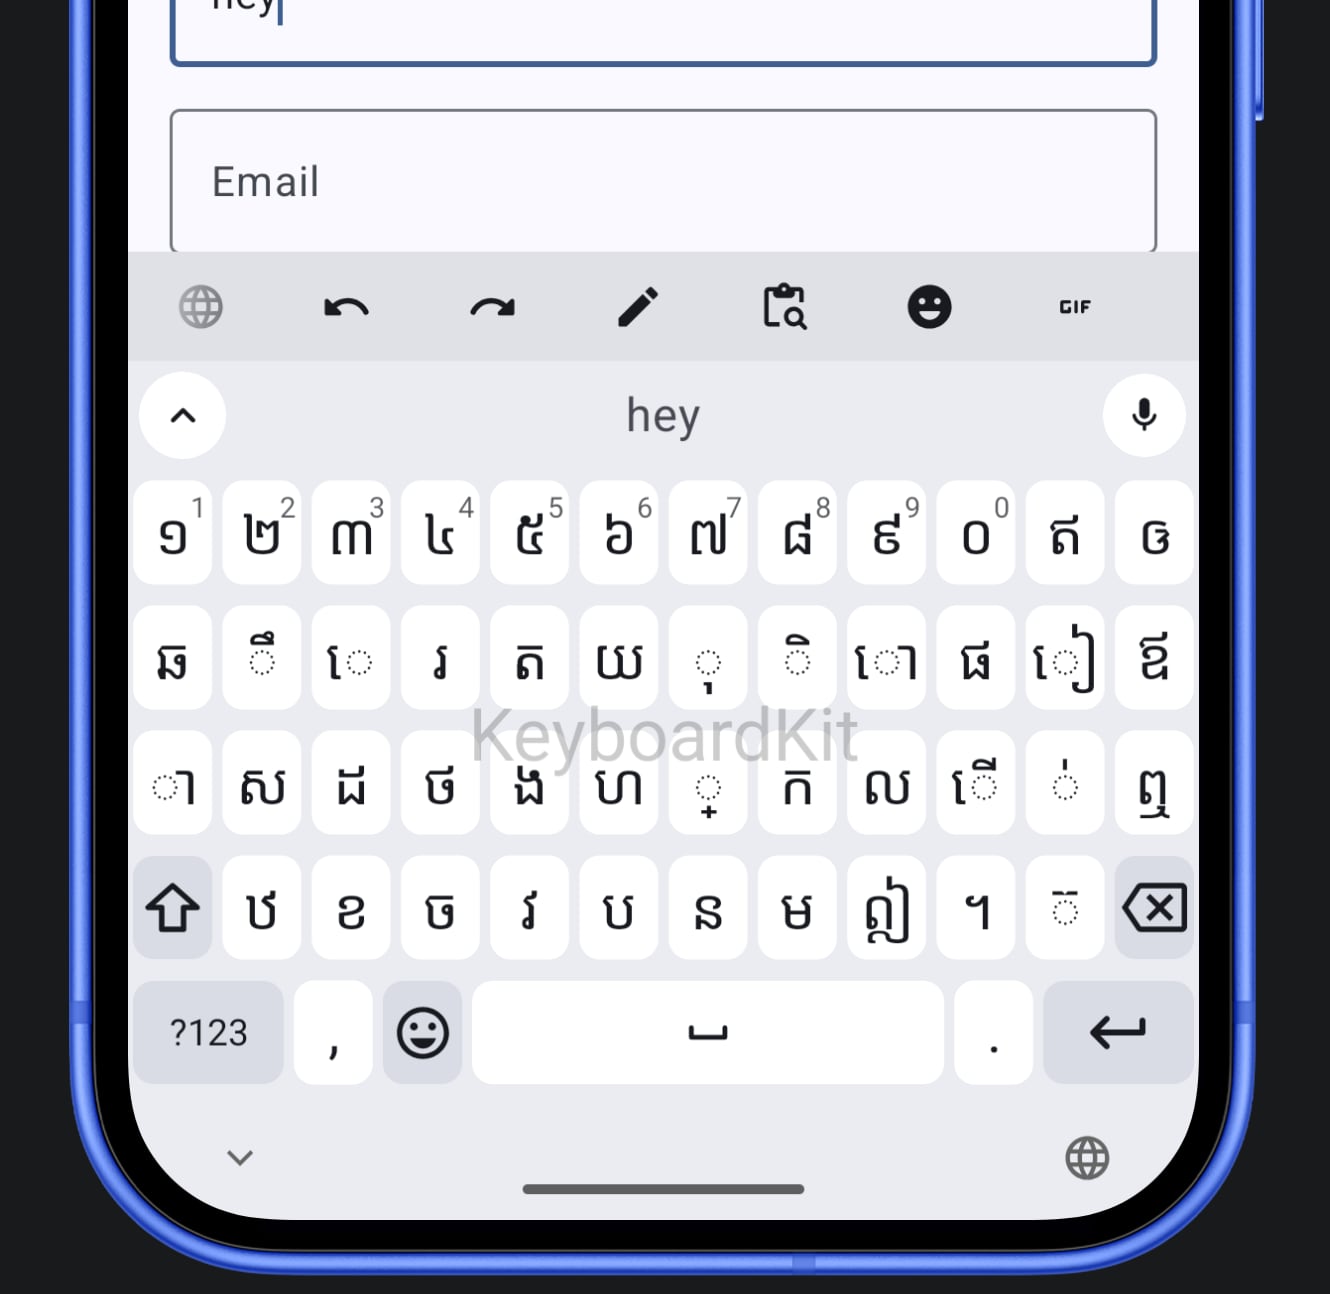 hey
Email
GIF
hey
១1 ២2 ៣3 ៤4 ៥5 ៦6 ៧7 ៨8 ៩9 ០0 ឥ ឲ
ឆ ឹ េ រ ត យ ុ ិ ោ ផ ៀ ឪ
KeyboardKit
ា ស ដ ថ ង ហ ្ ក ល ើ ់ ឮ
ឋ ខ ច វ ប น ម ឦ ។ ៊
?123 , .